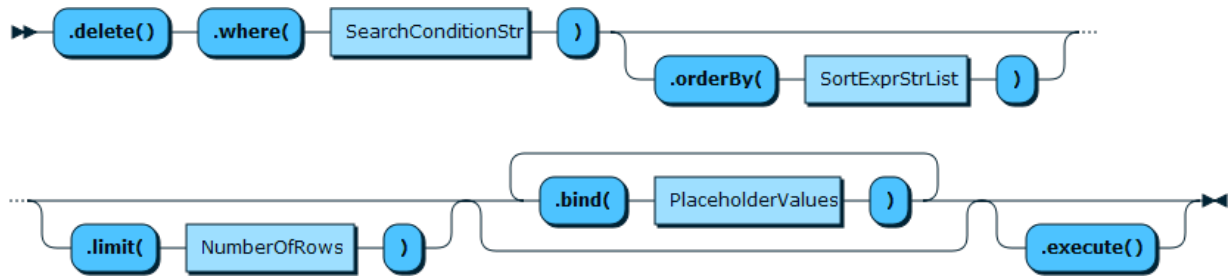 .delete() .where( SearchConditionStr )
.orderBy( SortExprStrList )
.bind( PlaceholderValues )
.limit( NumberOfRows ) .execute()